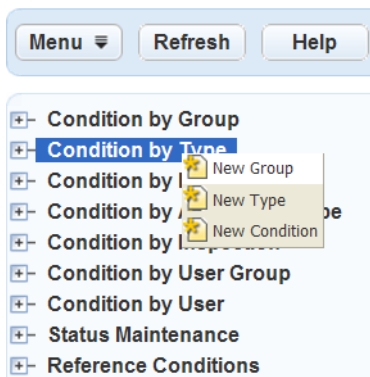 Menu Refresh Help
Condition by Group
Condition by Type
New Group
Condition by
New Type
Condition by
New Condition
Condition by Inspection
Condition by User Group
Condition by User
Status Maintenance
Reference Conditions